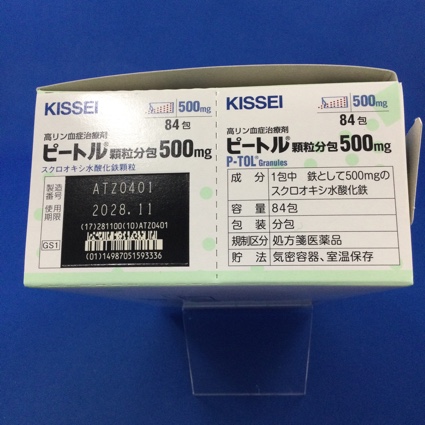 KISSEI 500mg
84包
高リン血症治療剤
ピートル®顆粒分包500mg
スクロオキシ水酸化鉄顆粒
製造番号 ATZ0401
使用期限 2028.11
GS1
(17)281100(10)ATZ0401
(01)14987051593336
KISSEI 500mg
84包
高リン血症治療剤
ピートル®顆粒分包500mg
P-TOL® Granules
成分 1包中 鉄として500mgの
スクロオキシ水酸化鉄
容量 84包
包装 分包
規制区分 処方箋医薬品
貯法 気密容器、室温保存